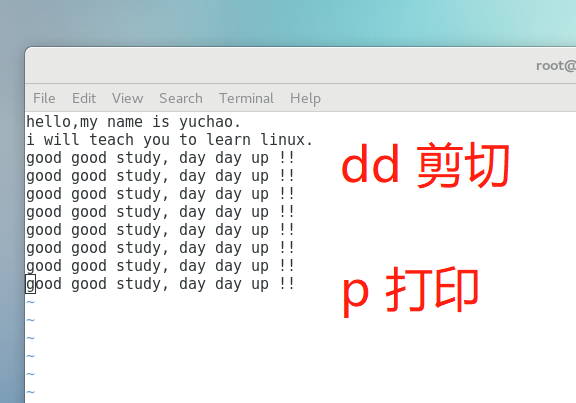 root@
File Edit View Search Terminal Help
hello,my name is yuchao.
i will teach you to learn linux.
good good study, day day up !!
good good study, day day up !!
good good study, day day up !!
good good study, day day up !!
good good study, day day up !!
good good study, day day up !!
good good study, day day up !!
good good study, day day up !!
~
~
~
~
~
~
dd 剪切
p 打印